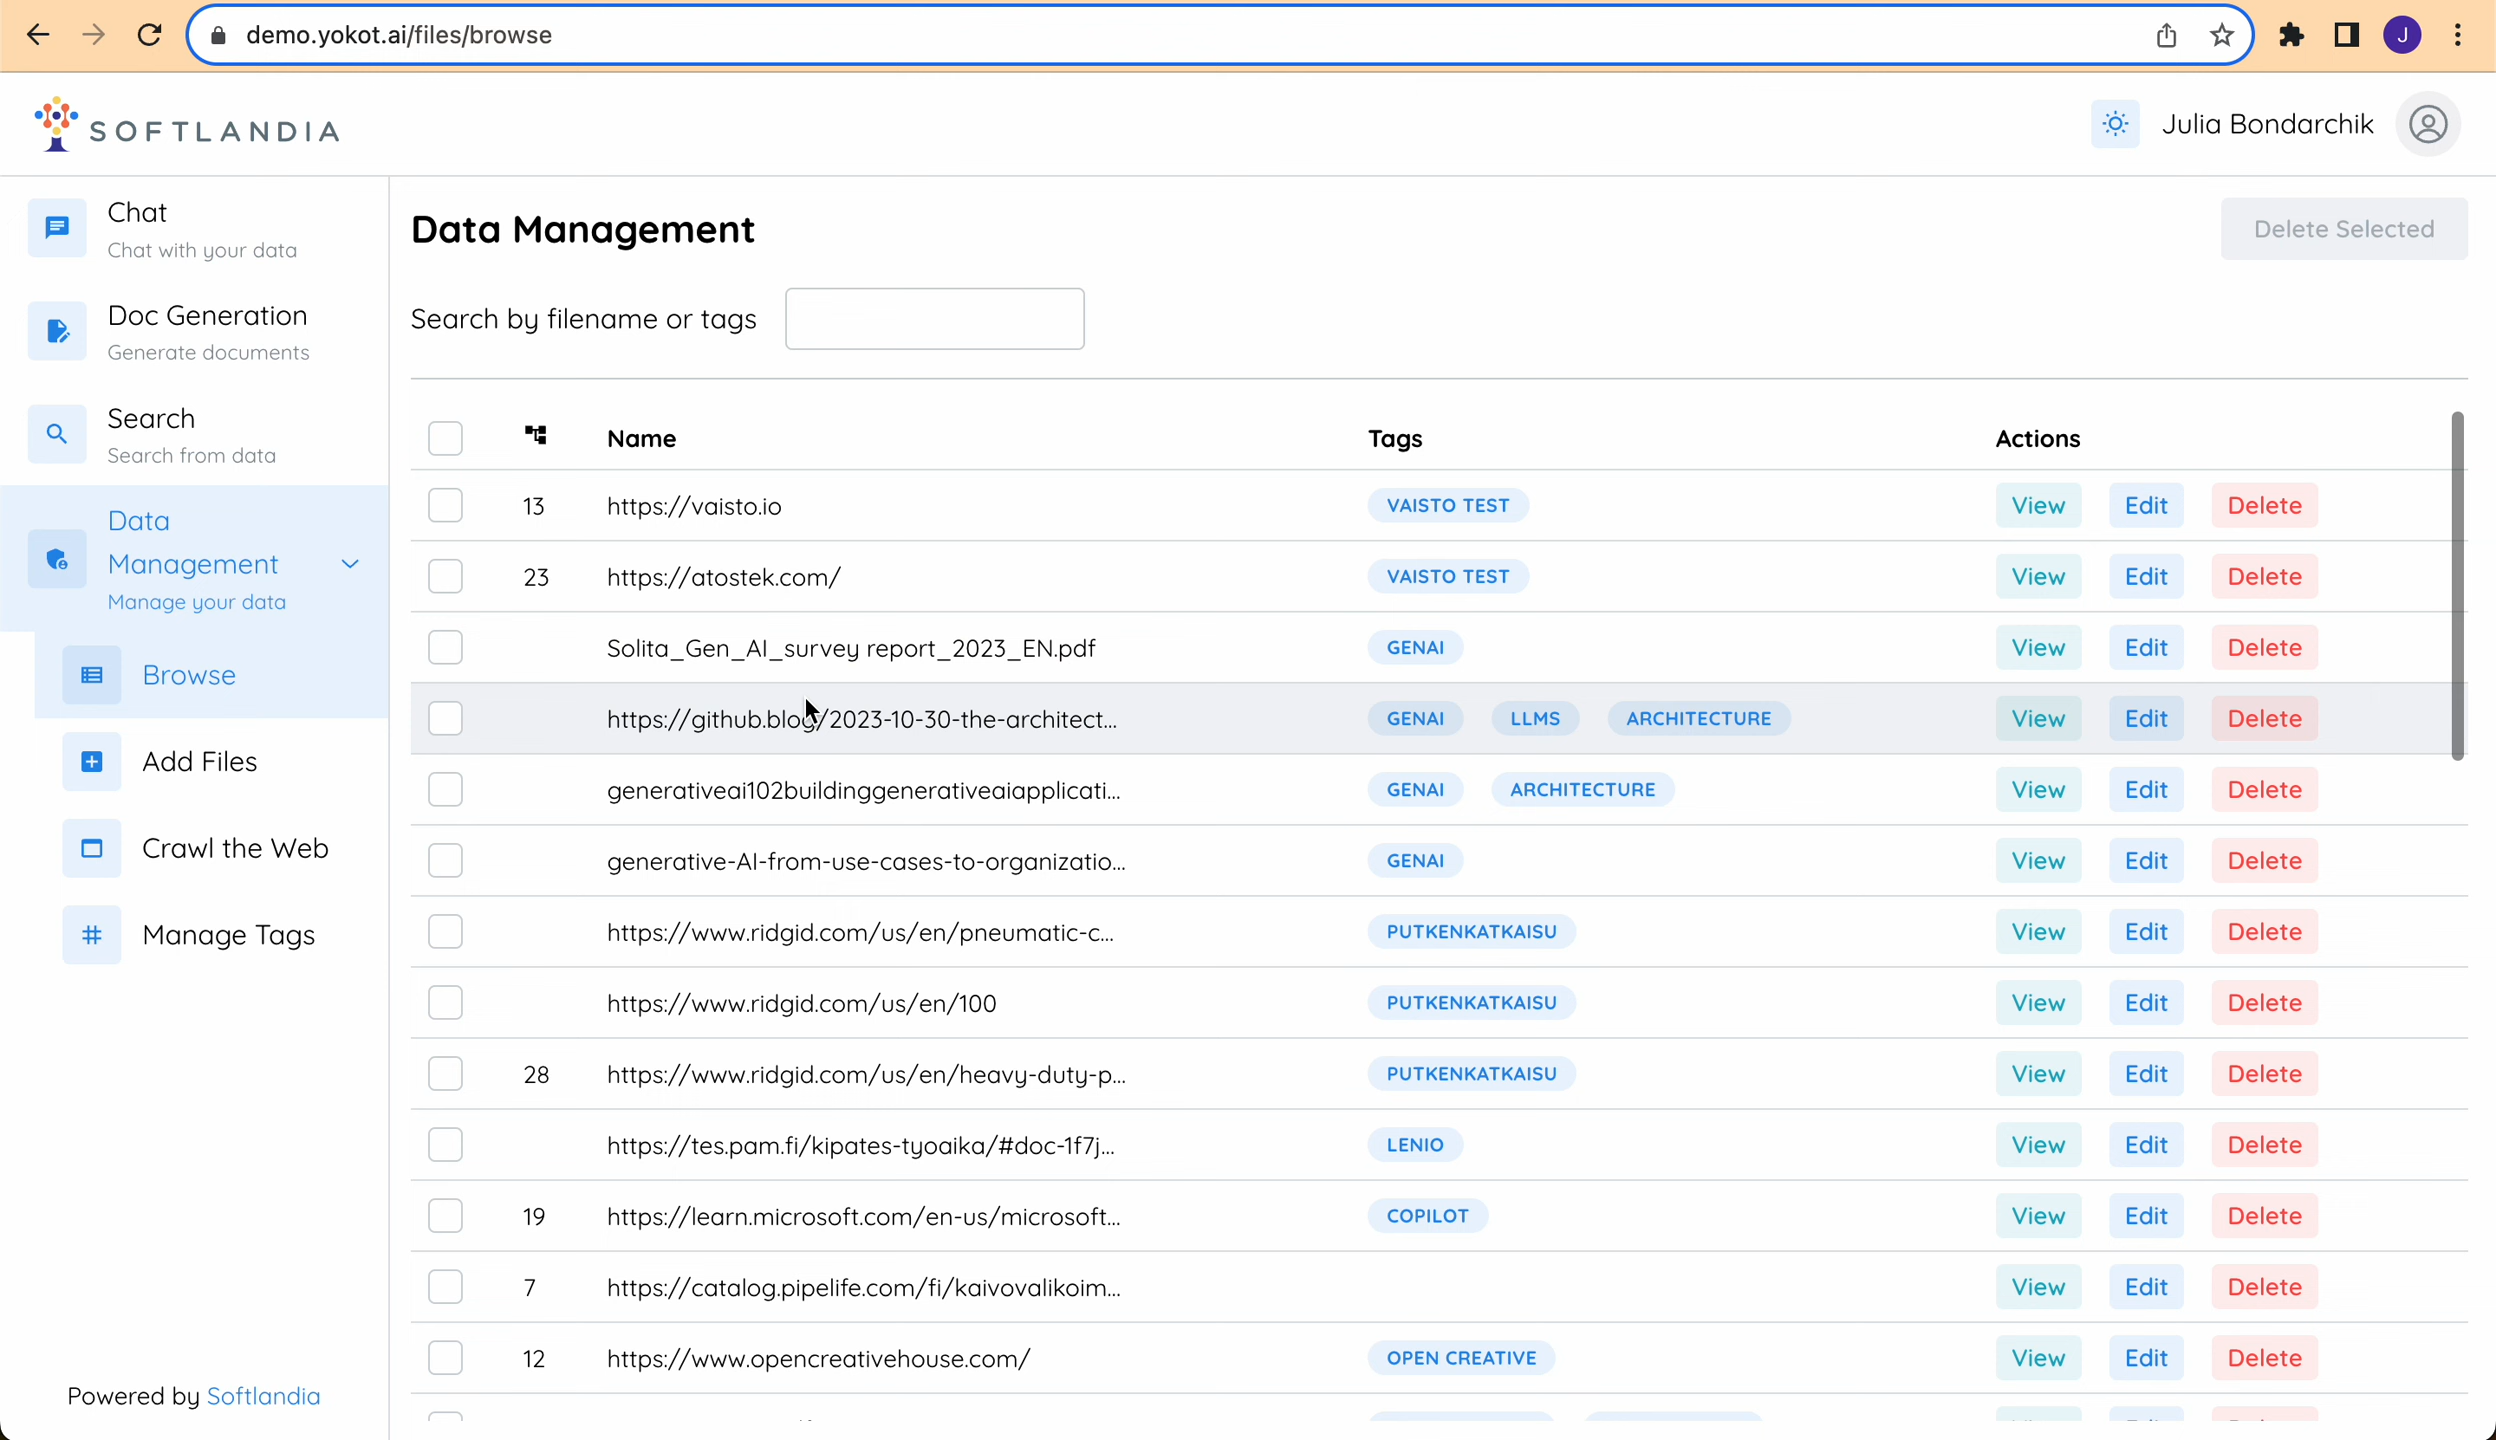 demo.yokot.ai/files/browse
J
SOFTLANDIA
Julia Bondarchik
Chat
Chat with your data
Doc Generation
Generate documents
Search
Search from data
Data
Management
Manage your data
Browse
Add Files
Crawl the Web
Manage Tags
Powered by Softlandia
Data Management
Delete Selected
Search by filename or tags
Name Tags Actions
13 https://vaisto.io VAISTO TEST View Edit Delete
23 https://atostek.com/ VAISTO TEST View Edit Delete
Solita_Gen_AI_survey report_2023_EN.pdf GENAI View Edit Delete
https://github.blog/2023-10-30-the-architect... GENAI LLMS ARCHITECTURE View Edit Delete
generativeai102buildinggenerativeaiapplicati... GENAI ARCHITECTURE View Edit Delete
generative-AI-from-use-cases-to-organizatio... GENAI View Edit Delete
https://www.ridgid.com/us/en/pneumatic-c... PUTKENKATKAISU View Edit Delete
https://www.ridgid.com/us/en/100 PUTKENKATKAISU View Edit Delete
28 https://www.ridgid.com/us/en/heavy-duty-p... PUTKENKATKAISU View Edit Delete
https://tes.pam.fi/kipates-tyoaika/#doc-1f7j... LENIO View Edit Delete
19 https://learn.microsoft.com/en-us/microsoft... COPILOT View Edit Delete
7 https://catalog.pipelife.com/fi/kaivovalikoim... View Edit Delete
12 https://www.opencreativehouse.com/ OPEN CREATIVE View Edit Delete